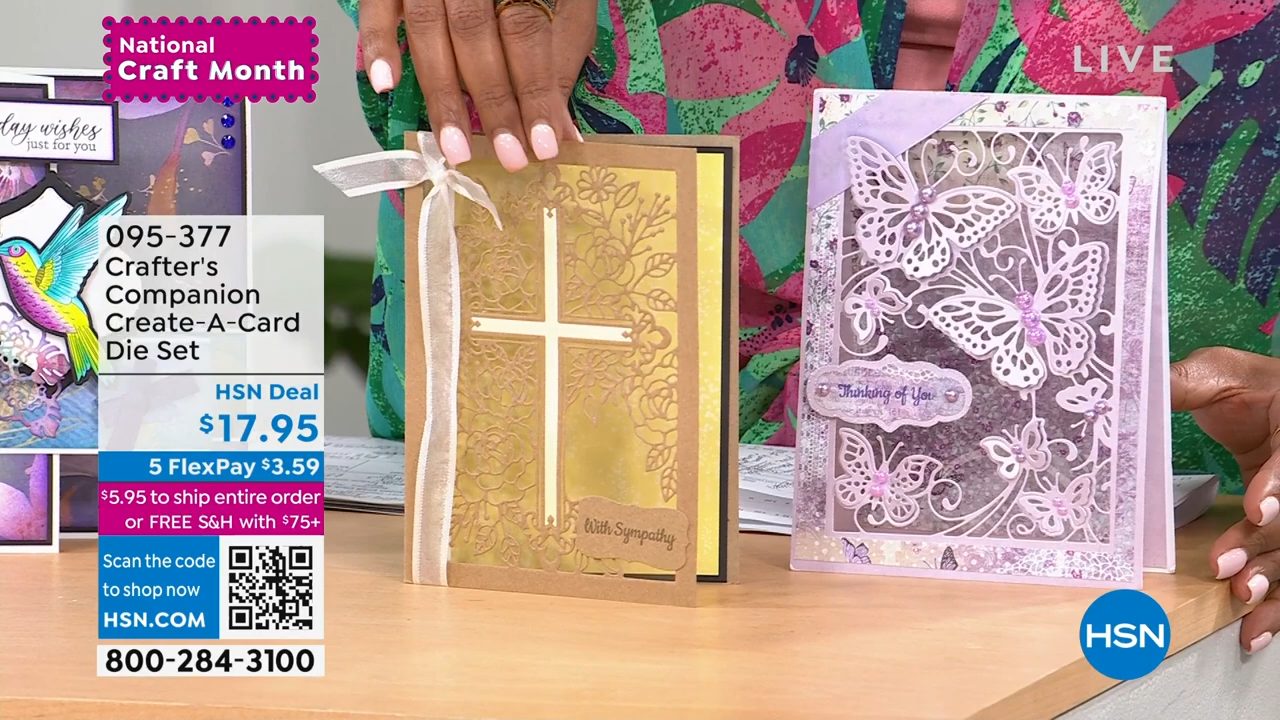 National
Craft Month
LIVE
day wishes
just for you
095-377
Crafter's
Companion
Create-A-Card
Die Set
HSN Deal
$17.95
5 FlexPay $3.59
$5.95 to ship entire order
or FREE S&H with $75+
Scan the code
to shop now
HSN.COM
800-284-3100
With Sympathy
Thinking of You
HSN